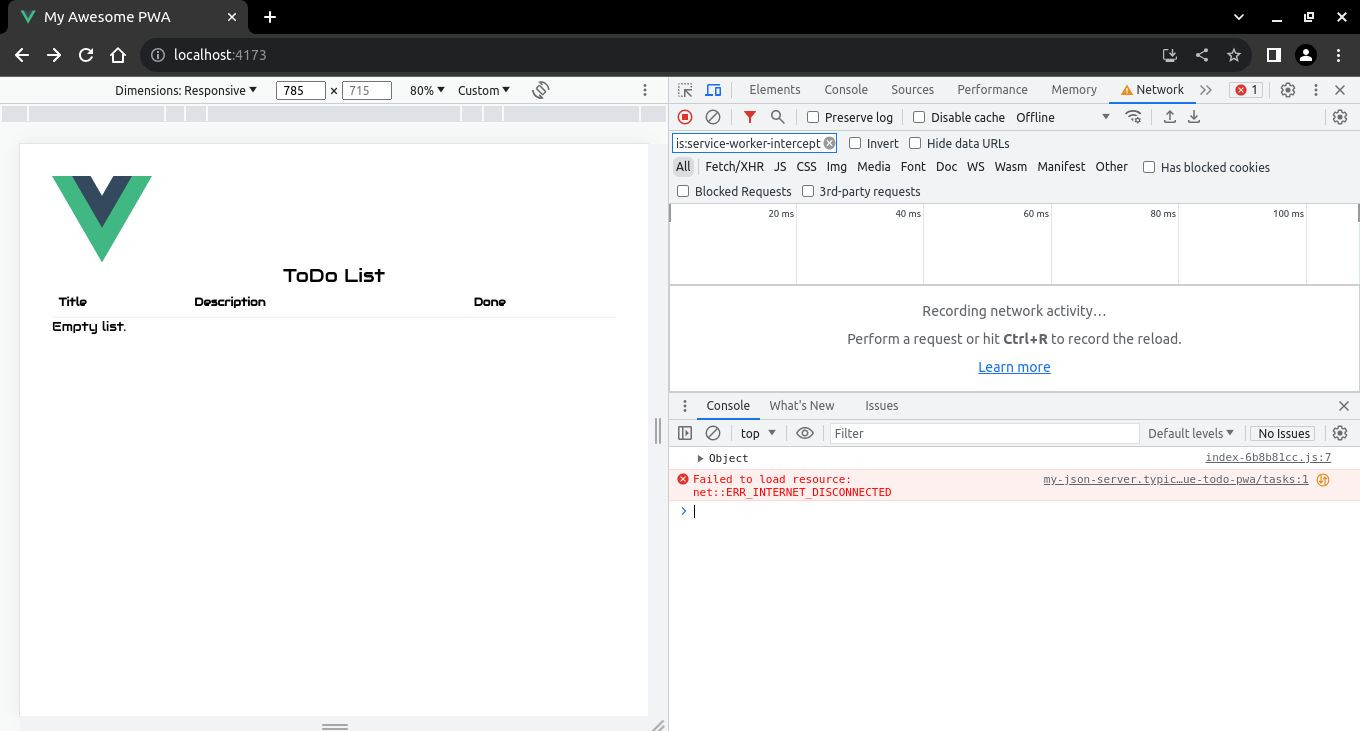 My Awesome PWA
localhost:4173
Dimensions: Responsive 785 × 715 80% Custom
Elements Console Sources Performance Memory Network 1
Preserve log Disable cache Offline
is:service-worker-intercept Invert Hide data URLs
All Fetch/XHR JS CSS Img Media Font Doc WS Wasm Manifest Other Has blocked cookies
Blocked Requests 3rd-party requests
20 ms 40 ms 60 ms 80 ms 100 ms
Recording network activity…
Perform a request or hit Ctrl+R to record the reload.
Learn more
ToDo List
Title Description Done
Empty list.
Console What's New Issues
top Filter Default levels No Issues
Object index-6b8b81cc.js:7
Failed to load resource: my-json-server.typic…ue-todo-pwa/tasks:1
net::ERR_INTERNET_DISCONNECTED